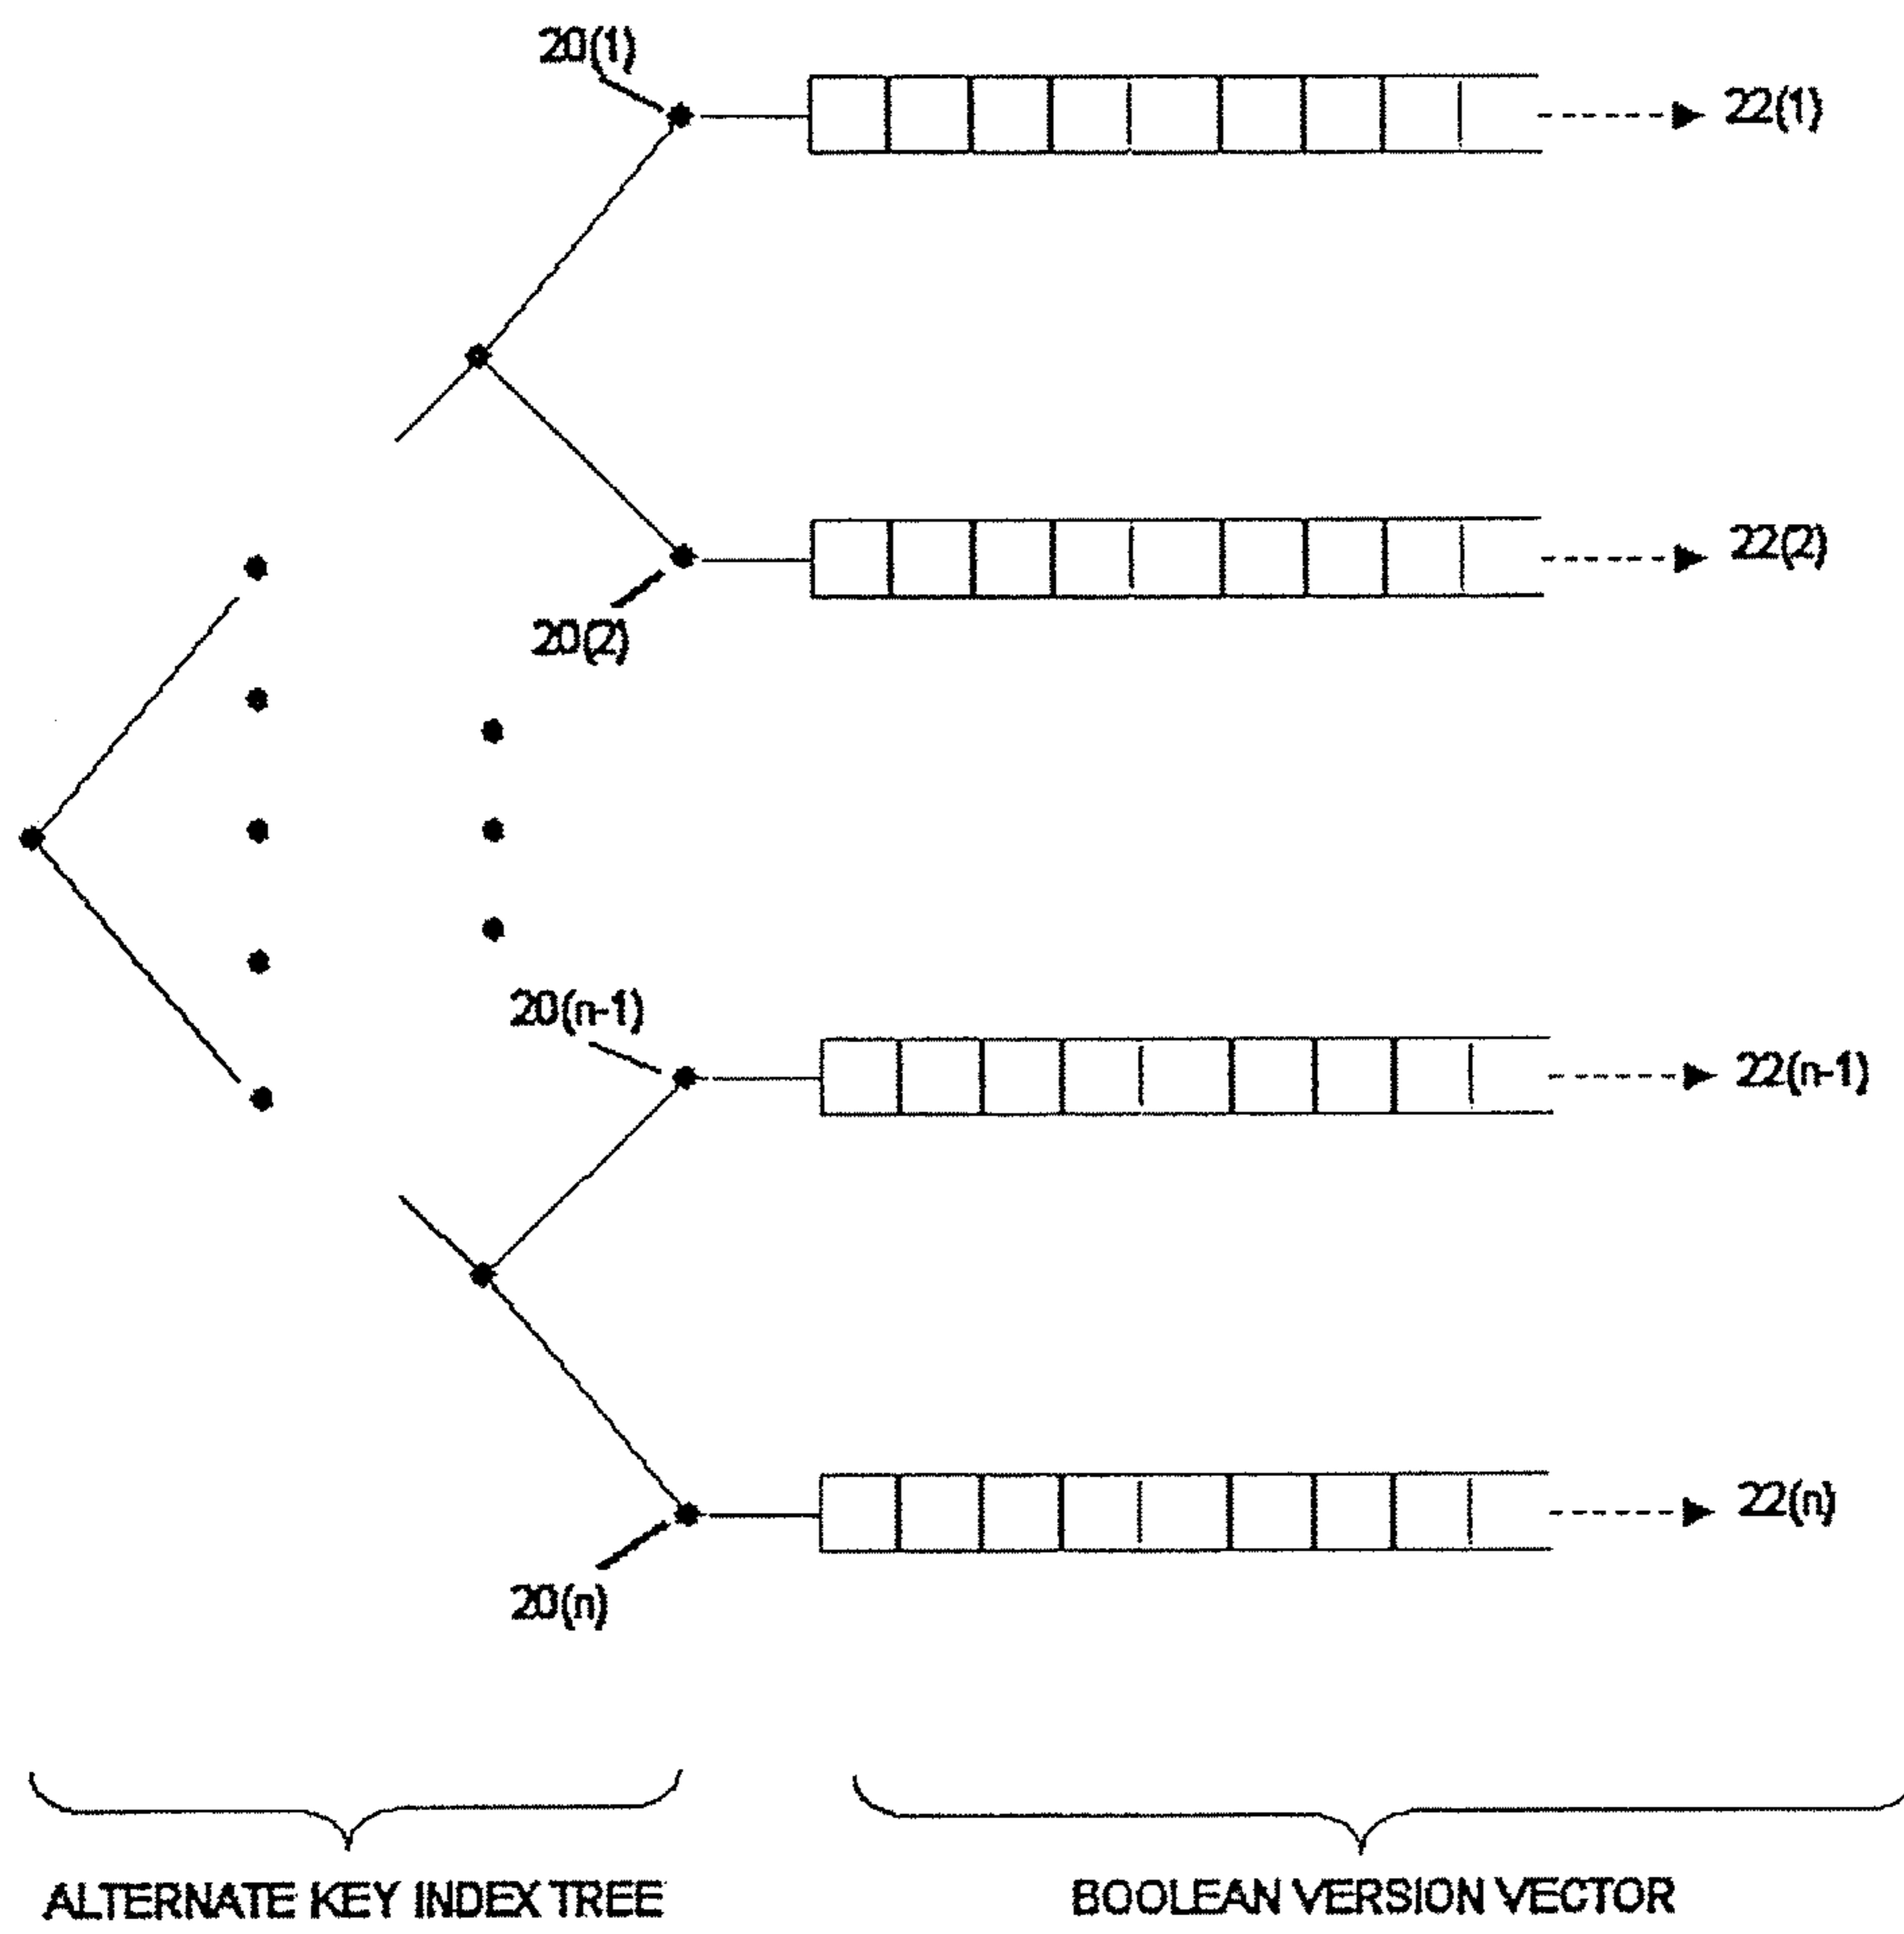 20(1)
22(1)
22(2)
20(2)
20(n-1)
22(n-1)
22(n)
20(n)
ALTERNATE KEY INDEX TREE
BOOLEAN VERSION VECTOR